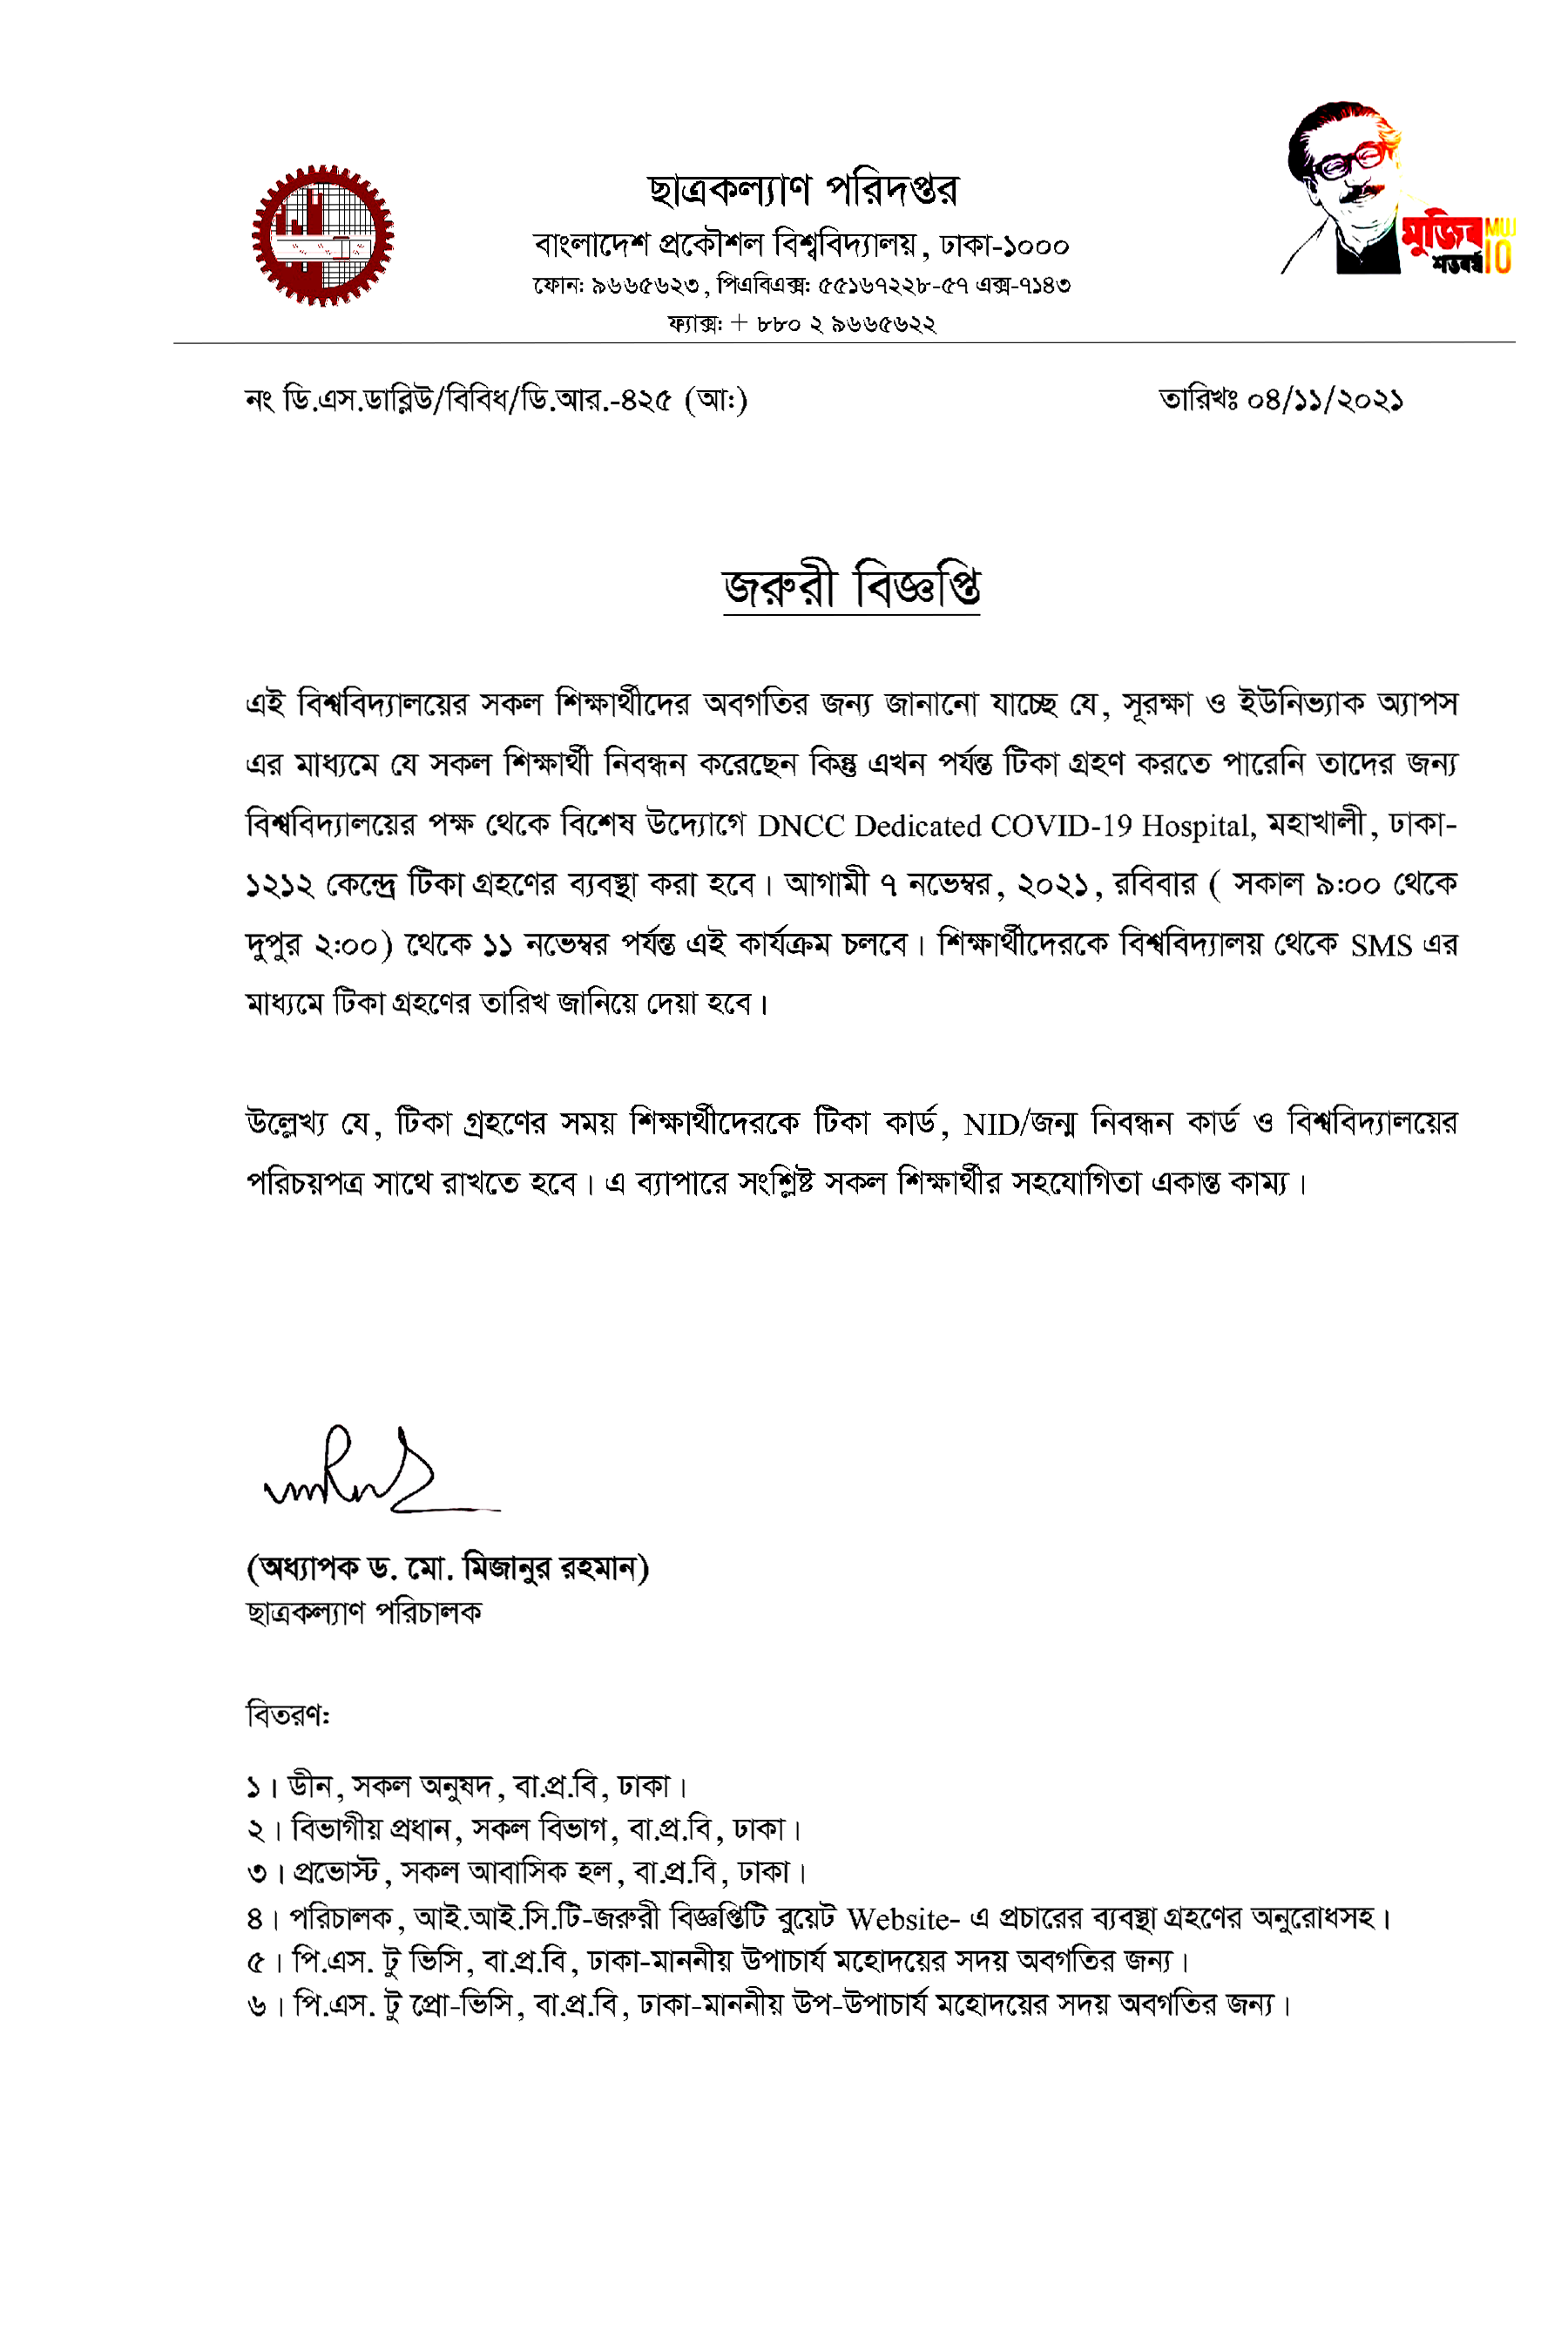 ছাত্রকল্যাণ পরিদপ্তর
বাংলাদেশ প্রকৌশল বিশ্ববিদ্যালয়, ঢাকা-১০০০
ফোন: ৯৬৬৫৬২৩, পিএবিএক্স: ৫৫১৬৭২২৮-৫৭ এক্স-৭১৪৩
ফ্যাক্স: + ৮৮০ ২ ৯৬৬৫৬২২
মুজিব MUJ
শতবর্ষ 10
নং ডি.এস.ডাব্লিউ/বিবিধ/ডি.আর.-৪২৫ (আ:) তারিখঃ ০৪/১১/২০২১
জরুরী বিজ্ঞপ্তি
এই বিশ্ববিদ্যালয়ের সকল শিক্ষার্থীদের অবগতির জন্য জানানো যাচ্ছে যে, সূরক্ষা ও ইউনিভ্যাক অ্যাপস
এর মাধ্যমে যে সকল শিক্ষার্থী নিবন্ধন করেছেন কিন্তু এখন পর্যন্ত টিকা গ্রহণ করতে পারেনি তাদের জন্য
বিশ্ববিদ্যালয়ের পক্ষ থেকে বিশেষ উদ্যোগে DNCC Dedicated COVID-19 Hospital, মহাখালী, ঢাকা-
১২১২ কেন্দ্রে টিকা গ্রহণের ব্যবস্থা করা হবে। আগামী ৭ নভেম্বর, ২০২১, রবিবার ( সকাল ৯:০০ থেকে
দুপুর ২:০০) থেকে ১১ নভেম্বর পর্যন্ত এই কার্যক্রম চলবে। শিক্ষার্থীদেরকে বিশ্ববিদ্যালয় থেকে SMS এর
মাধ্যমে টিকা গ্রহণের তারিখ জানিয়ে দেয়া হবে।
উল্লেখ্য যে, টিকা গ্রহণের সময় শিক্ষার্থীদেরকে টিকা কার্ড, NID/জন্ম নিবন্ধন কার্ড ও বিশ্ববিদ্যালয়ের
পরিচয়পত্র সাথে রাখতে হবে। এ ব্যাপারে সংশ্লিষ্ট সকল শিক্ষার্থীর সহযোগিতা একান্ত কাম্য।
(অধ্যাপক ড. মো. মিজানুর রহমান)
ছাত্রকল্যাণ পরিচালক
বিতরণ:
১। ডীন, সকল অনুষদ, বা.প্র.বি, ঢাকা।
২। বিভাগীয় প্রধান, সকল বিভাগ, বা.প্র.বি, ঢাকা।
৩। প্রভোস্ট, সকল আবাসিক হল, বা.প্র.বি, ঢাকা।
৪। পরিচালক, আই.আই.সি.টি-জরুরী বিজ্ঞপ্তিটি বুয়েট Website- এ প্রচারের ব্যবস্থা গ্রহণের অনুরোধসহ।
৫। পি.এস. টু ভিসি, বা.প্র.বি, ঢাকা-মাননীয় উপাচার্য মহোদয়ের সদয় অবগতির জন্য।
৬। পি.এস. টু প্রো-ভিসি, বা.প্র.বি, ঢাকা-মাননীয় উপ-উপাচার্য মহোদয়ের সদয় অবগতির জন্য।